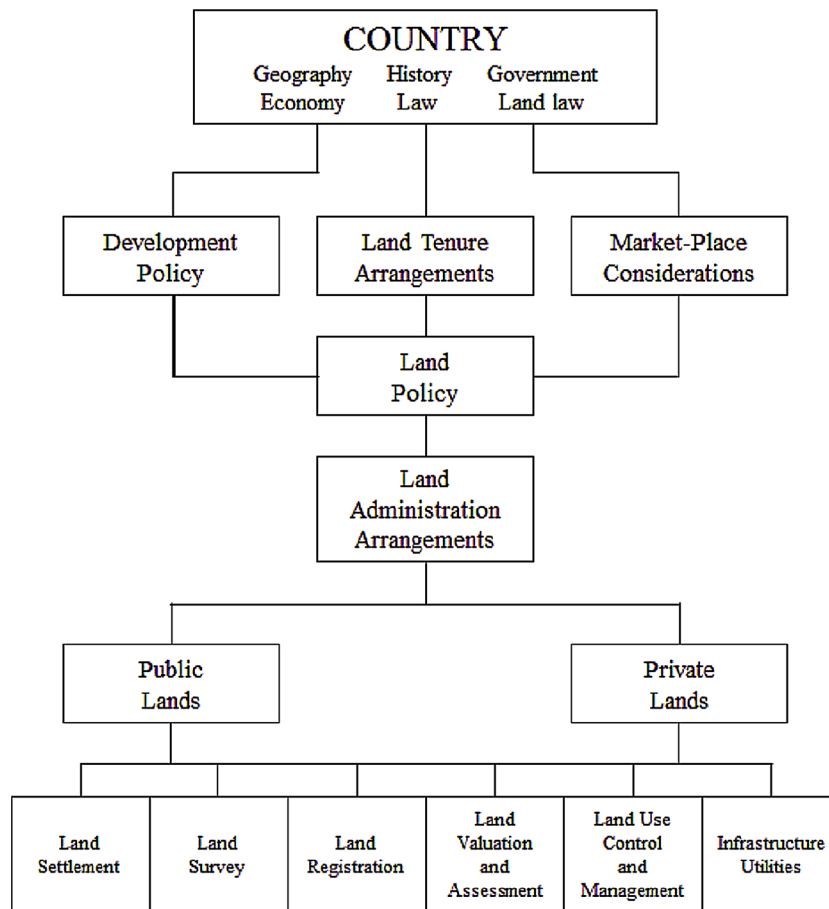 COUNTRY
Geography History Government
Economy Law Land law
Development
Policy
Land Tenure
Arrangements
Market-Place
Considerations
Land
Policy
Land
Administration
Arrangements
Public
Lands
Private
Lands
Land
Settlement
Land
Survey
Land
Registration
Land
Valuation
and
Assessment
Land Use
Control
and
Management
Infrastructure
Utilities